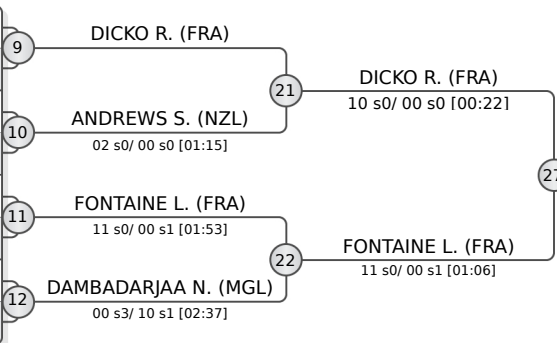 DICKO R. (FRA)
9
21
DICKO R. (FRA)
10 s0/ 00 s0 [00:22]
ANDREWS S. (NZL)
10
02 s0/ 00 s0 [01:15]
27
FONTAINE L. (FRA)
11
11 s0/ 00 s1 [01:53]
22
FONTAINE L. (FRA)
11 s0/ 00 s1 [01:06]
DAMBADARJAA N. (MGL)
12
00 s3/ 10 s1 [02:37]